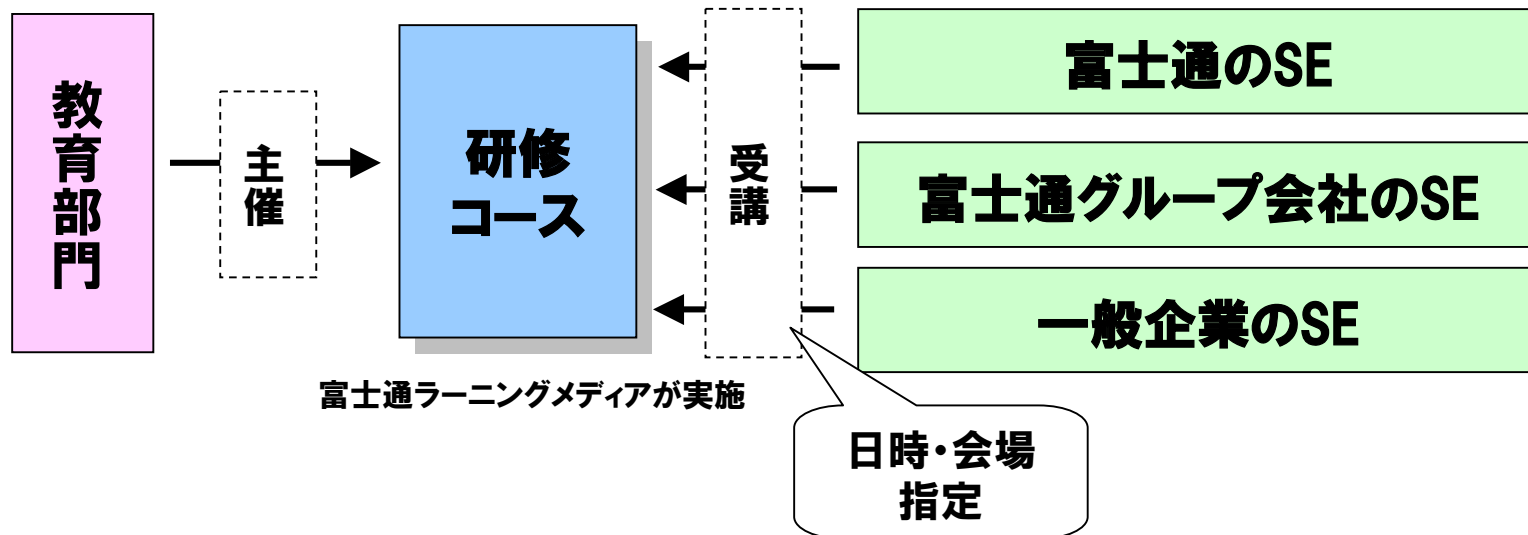 教育部門
主催
研修
コース
受講
富士通のSE
富士通グループ会社のSE
一般企業のSE
富士通ラーニングメディアが実施
日時・会場
指定